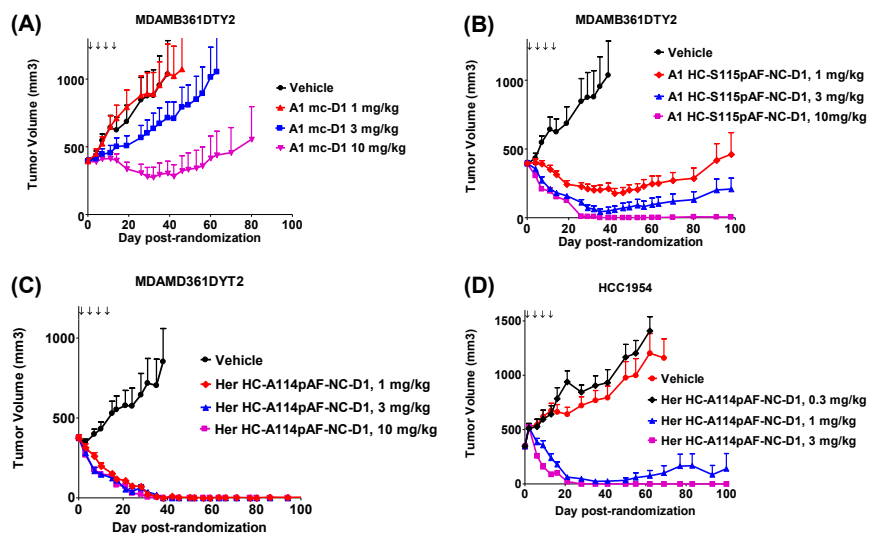 (A)
MDAMB361DTY2
↓↓↓↓
Tumor Volume (mm3)
1000
500
0
0 20 40 60 80 100
Day post-randomization
Vehicle
A1 mc-D1 1 mg/kg
A1 mc-D1 3 mg/kg
A1 mc-D1 10 mg/kg
(B)
MDAMB361DTY2
↓↓↓↓
Tumor Volume (mm3)
1000
500
0
0 20 40 60 80 100
Day post-randomization
Vehicle
A1 HC-S115pAF-NC-D1, 1 mg/kg
A1 HC-S115pAF-NC-D1, 3 mg/kg
A1 HC-S115pAF-NC-D1, 10mg/kg
(C)
MDAMD361DYT2
↓↓↓↓
Tumor Volume (mm3)
1000
500
0
0 20 40 60 80 100
Day post-randomization
Vehicle
Her HC-A114pAF-NC-D1, 1 mg/kg
Her HC-A114pAF-NC-D1, 3 mg/kg
Her HC-A114pAF-NC-D1, 10 mg/kg
(D)
HCC1954
↓↓↓↓
Tumor Volume (mm3)
1500
1000
500
0
0 20 40 60 80 100
Day post-randomization
Vehicle
Her HC-A114pAF-NC-D1, 0.3 mg/kg
Her HC-A114pAF-NC-D1, 1 mg/kg
Her HC-A114pAF-NC-D1, 3 mg/kg